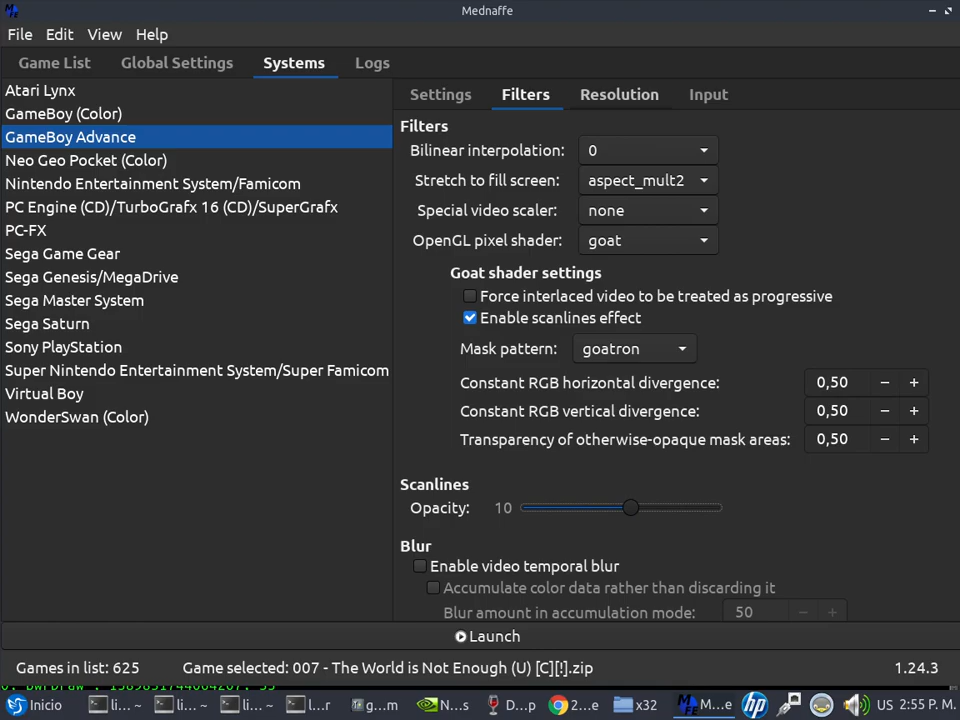 Mednaffe
File Edit View Help
Game List Global Settings Systems Logs
Atari Lynx
GameBoy (Color)
GameBoy Advance
Neo Geo Pocket (Color)
Nintendo Entertainment System/Famicom
PC Engine (CD)/TurboGrafx 16 (CD)/SuperGrafx
PC-FX
Sega Game Gear
Sega Genesis/MegaDrive
Sega Master System
Sega Saturn
Sony PlayStation
Super Nintendo Entertainment System/Super Famicom
Virtual Boy
WonderSwan (Color)
Settings Filters Resolution Input
Filters
Bilinear interpolation: 0
Stretch to fill screen: aspect_mult2
Special video scaler: none
OpenGL pixel shader: goat
Goat shader settings
Force interlaced video to be treated as progressive
Enable scanlines effect
Mask pattern: goatron
Constant RGB horizontal divergence: 0,50 − +
Constant RGB vertical divergence: 0,50 − +
Transparency of otherwise-opaque mask areas: 0,50 − +
Scanlines
Opacity: 10
Blur
Enable video temporal blur
Accumulate color data rather than discarding it
Blur amount in accumulation mode: 50 − +
Launch
Games in list: 625 Game selected: 007 - The World is Not Enough (U) [C][!].zip 1.24.3
Inicio li... ~ li... ~ li... ~ l...r g...m N...s D...p 2...e x32 M...e hp US 2:55 P. M.